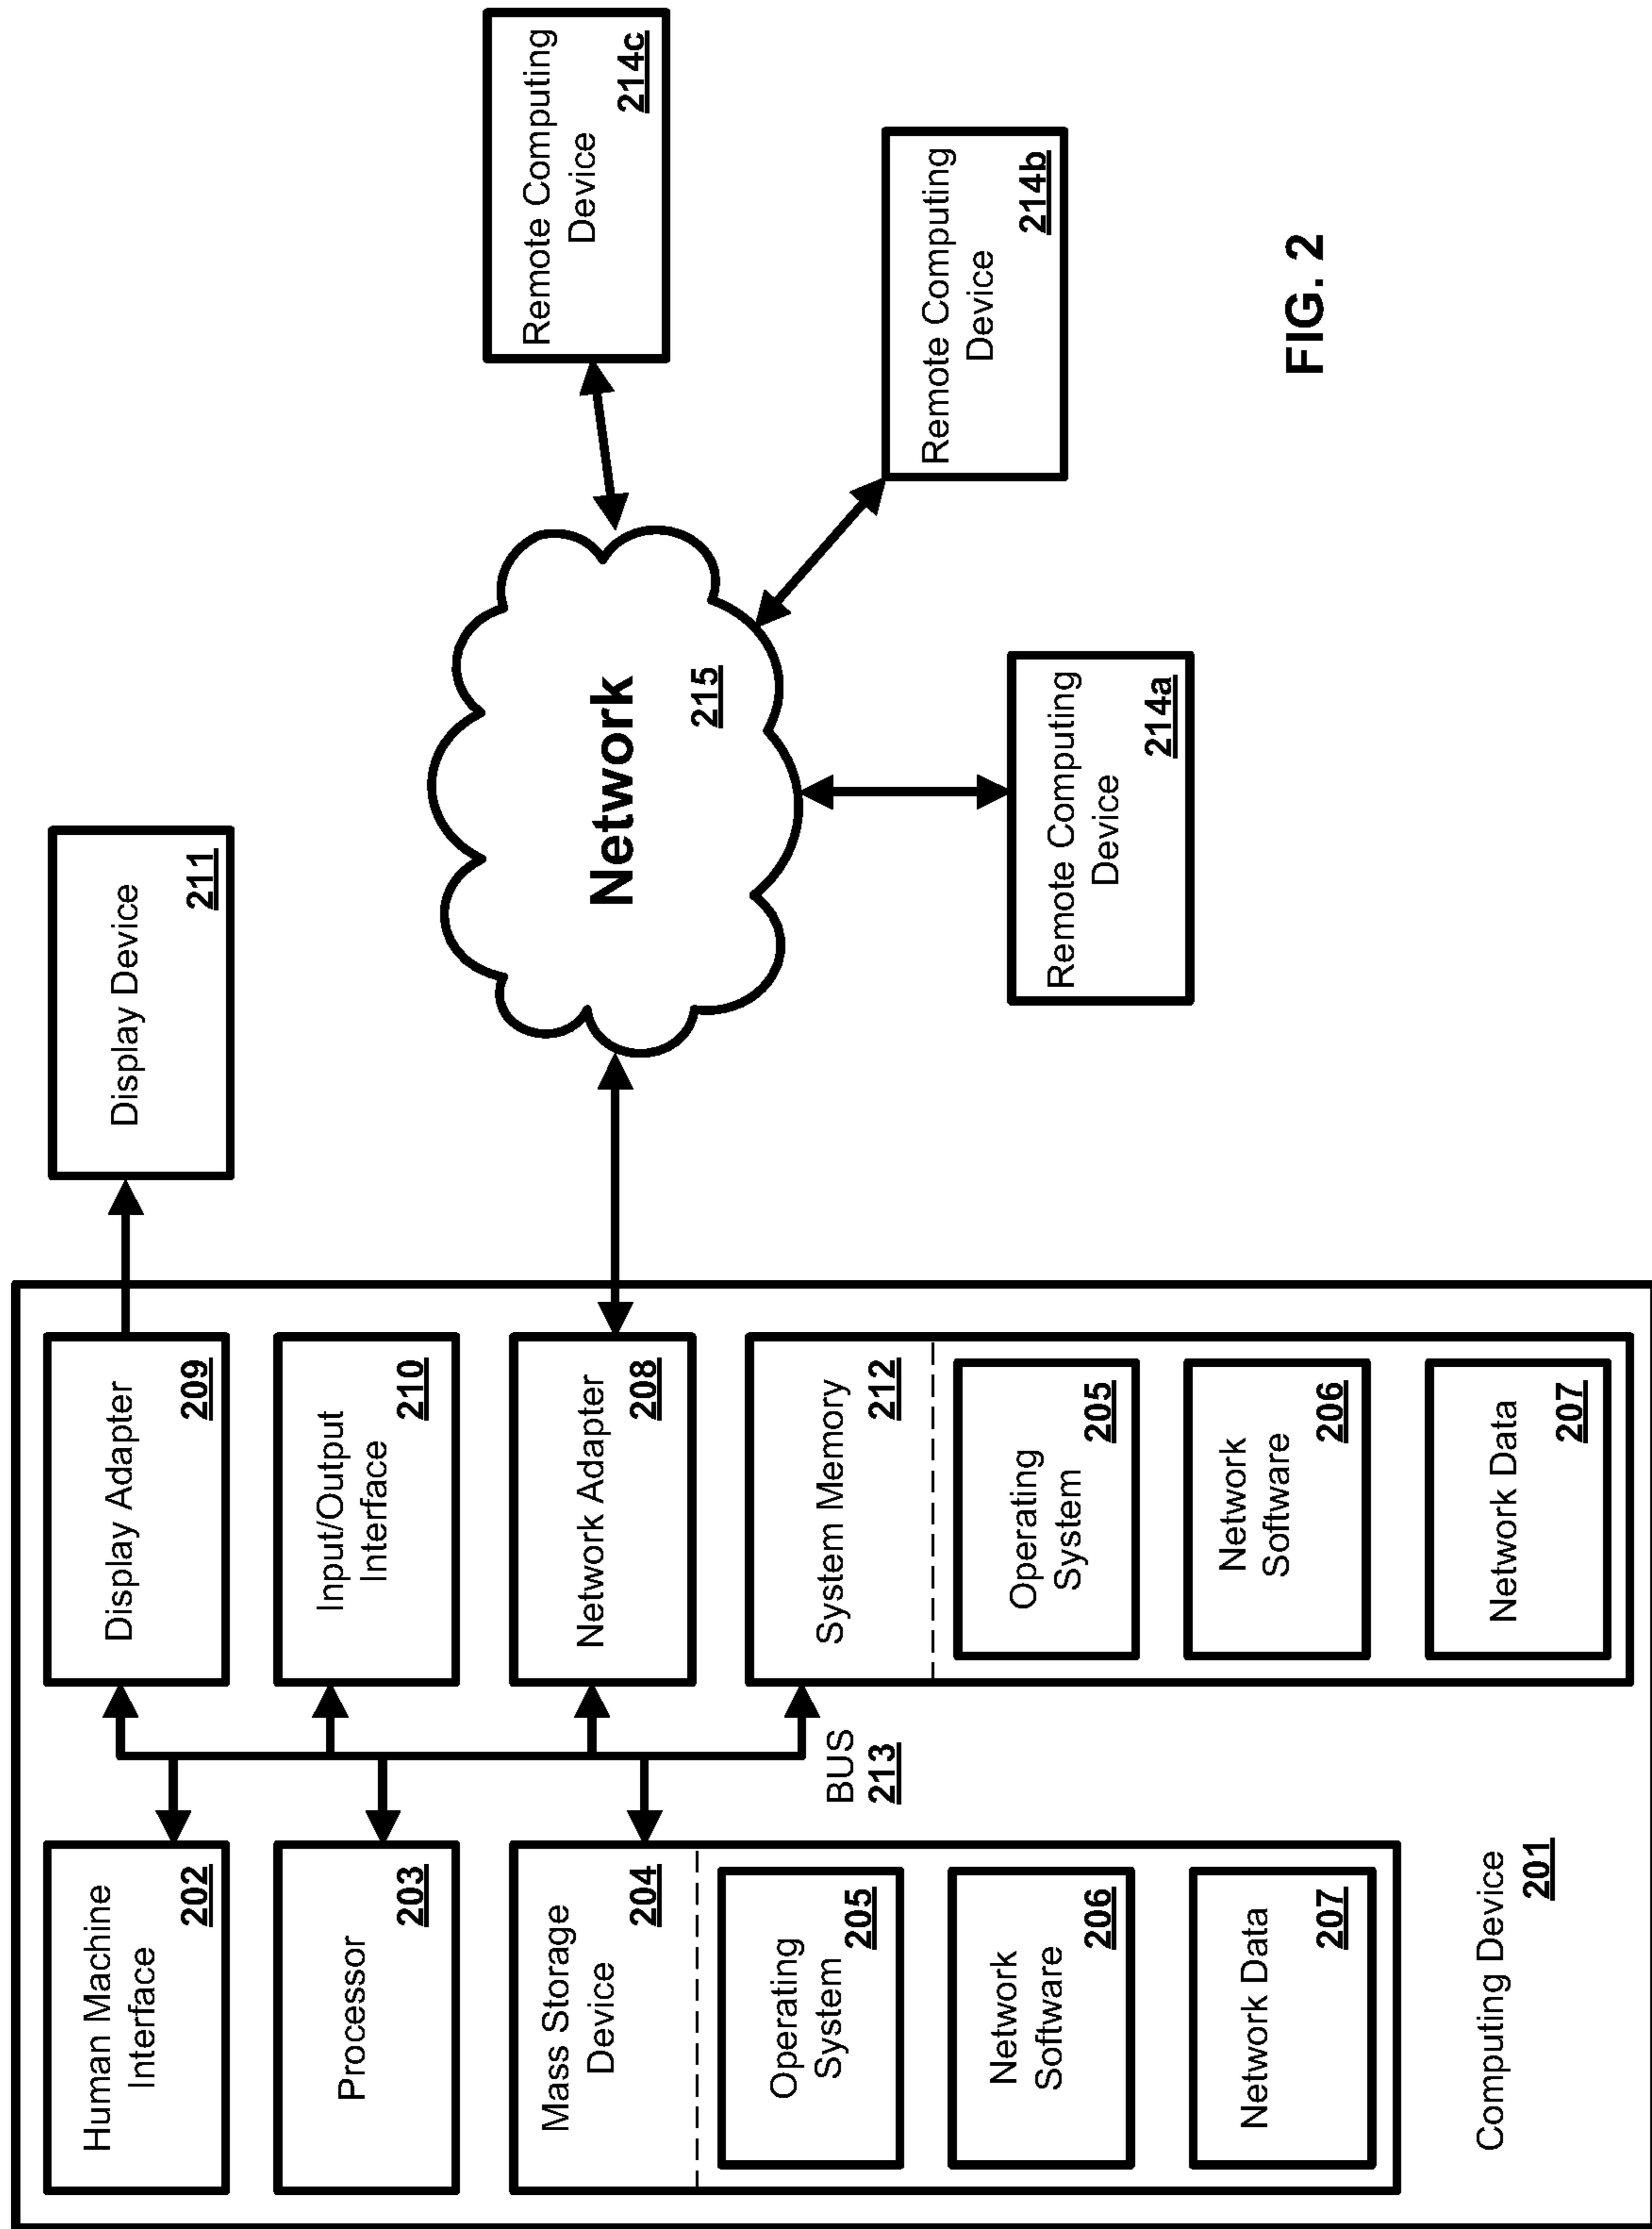 Human Machine
Interface
202
Processor
203
Mass Storage
Device
204
Operating
System
205
Network
Software
206
Network Data
207
Computing Device
201
BUS
213
Display Adapter
209
Input/Output
Interface
210
Network Adapter
208
System Memory
212
Operating
System
205
Network
Software
206
Network Data
207
Display Device
211
Network
215
Remote Computing
Device
214a
Remote Computing
Device
214b
Remote Computing
Device
214c
FIG. 2